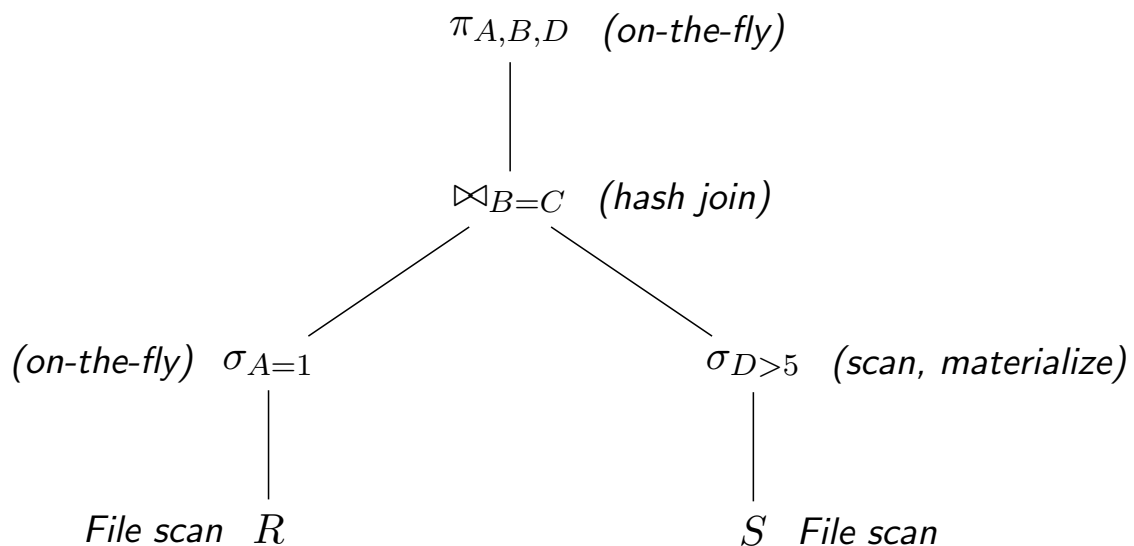 π_{A,B,D} (on-the-fly)
⋈_{B=C} (hash join)
(on-the-fly) σ_{A=1} σ_{D>5} (scan, materialize)
File scan R S File scan